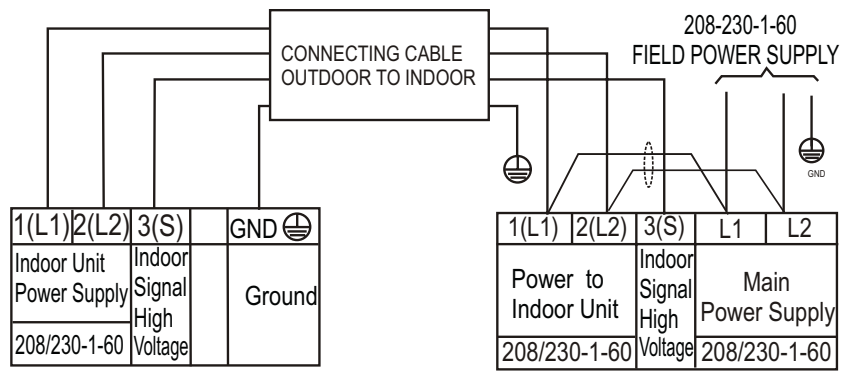 208-230-1-60
FIELD POWER SUPPLY
CONNECTING CABLE
OUTDOOR TO INDOOR
GND
1(L1) 2(L2) 3(S) GND
Indoor Unit
Power Supply
208/230-1-60
Indoor
Signal
High
Voltage
Ground
1(L1) 2(L2) 3(S) L1 L2
Power to
Indoor Unit
208/230-1-60
Indoor
Signal
High
Voltage
Main
Power Supply
208/230-1-60